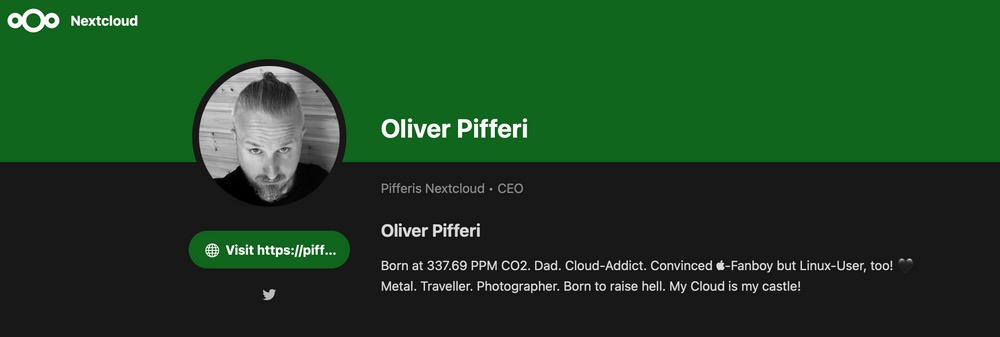 Nextcloud
Oliver Pifferi
Pifferis Nextcloud • CEO
Visit https://piff...
Oliver Pifferi
Born at 337.69 PPM CO2. Dad. Cloud-Addict. Convinced -Fanboy but Linux-User, too! 🖤
Metal. Traveller. Photographer. Born to raise hell. My Cloud is my castle!